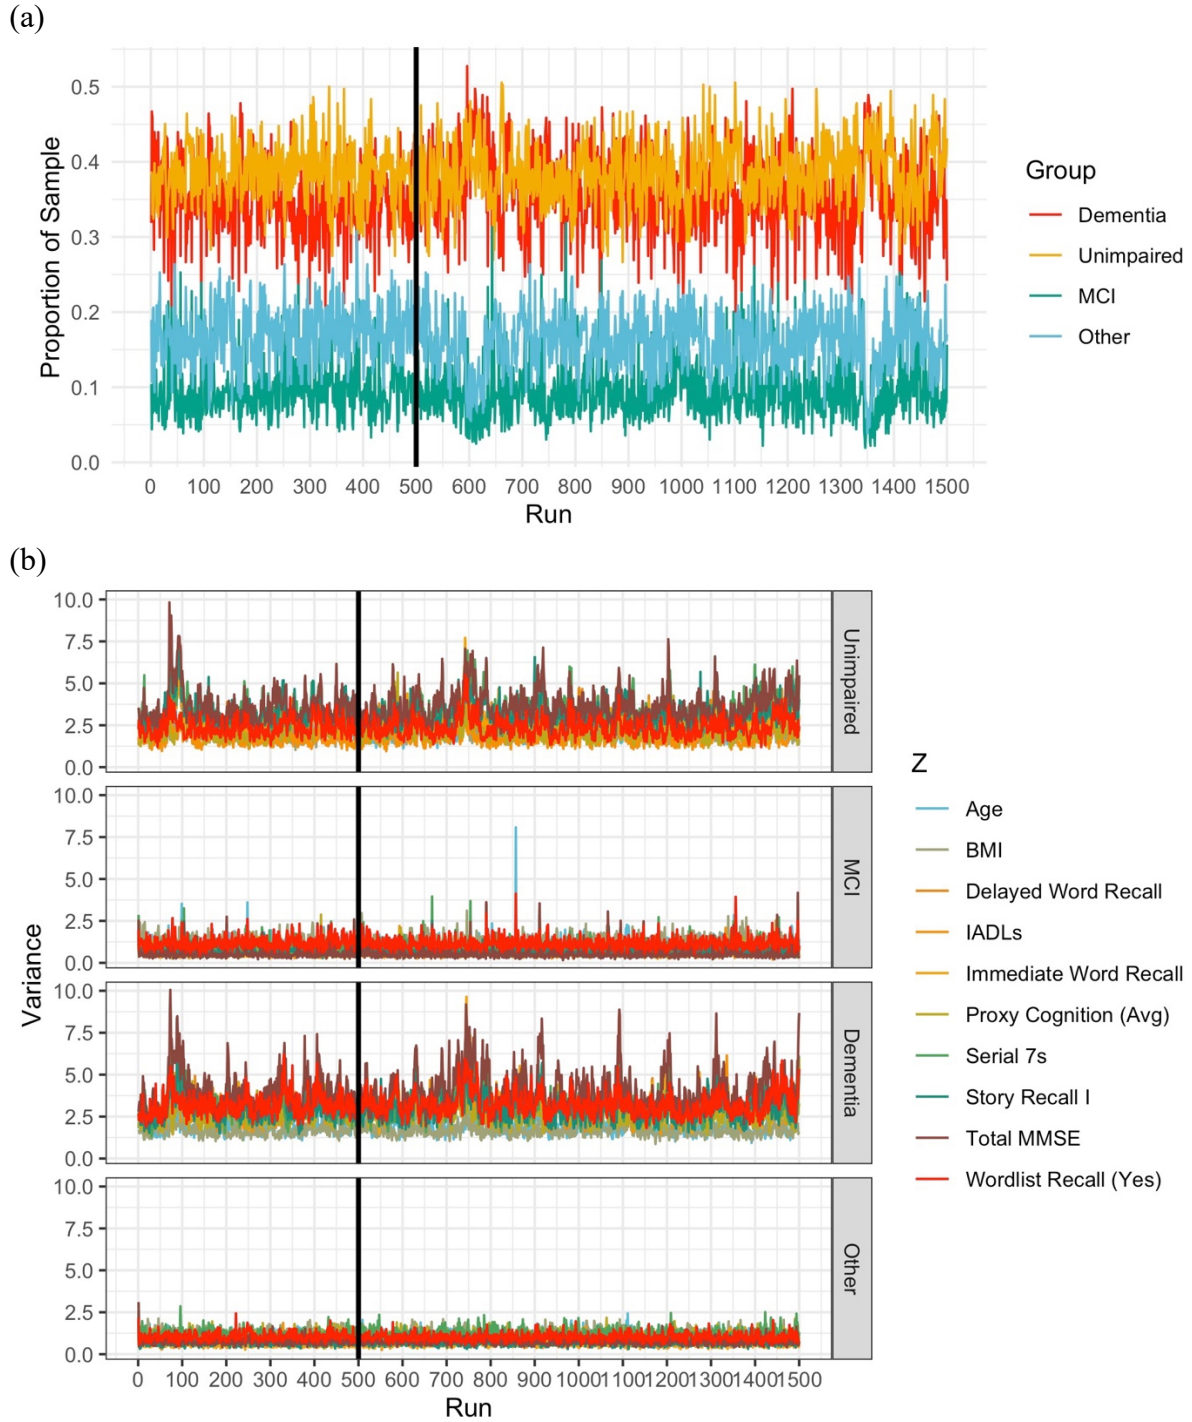 (a)
Proportion of Sample
0.5
0.4
0.3
0.2
0.1
0.0
0 100 200 300 400 500 600 700 800 900 1000 1100 1200 1300 1400 1500
Run
Group
Dementia
Unimpaired
MCI
Other
(b)
Variance
10.0
7.5
5.0
2.5
0.0
Unimpaired
10.0
7.5
5.0
2.5
0.0
MCI
10.0
7.5
5.0
2.5
0.0
Dementia
10.0
7.5
5.0
2.5
0.0
Other
0 100 200 300 400 500 600 700 800 900 1000 1100 1200 1300 1400 1500
Run
Z
Age
BMI
Delayed Word Recall
IADLs
Immediate Word Recall
Proxy Cognition (Avg)
Serial 7s
Story Recall I
Total MMSE
Wordlist Recall (Yes)